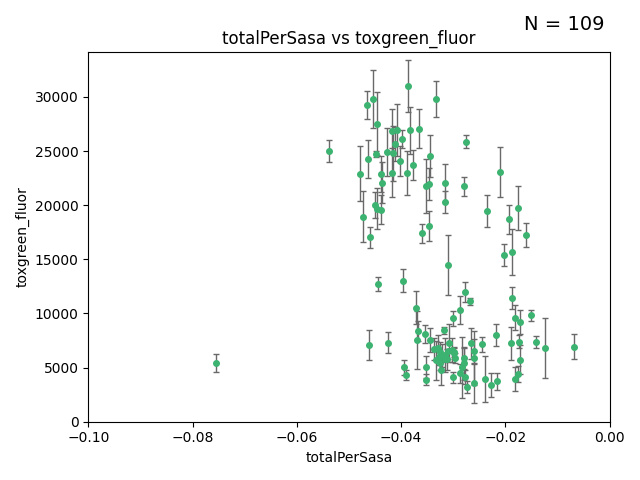 N = 109
totalPerSasa vs toxgreen_fluor
30000
25000
20000
15000
10000
5000
0
toxgreen_fluor
−0.10 −0.08 −0.06 −0.04 −0.02 0.00
totalPerSasa